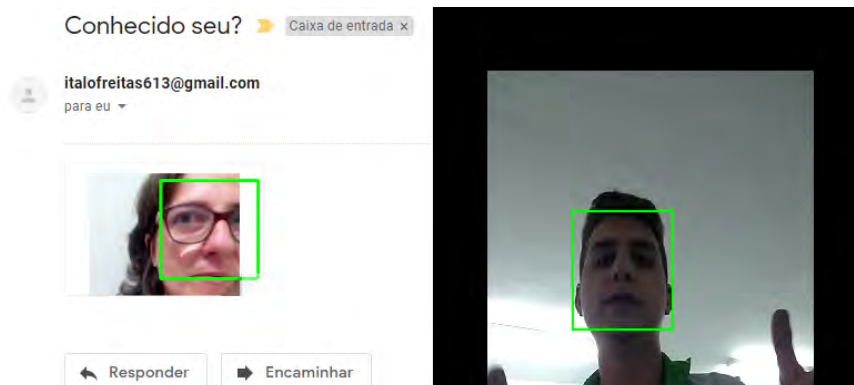 Conhecido seu? Caixa de entrada x
italofreitas613@gmail.com
para eu
Responder Encaminhar